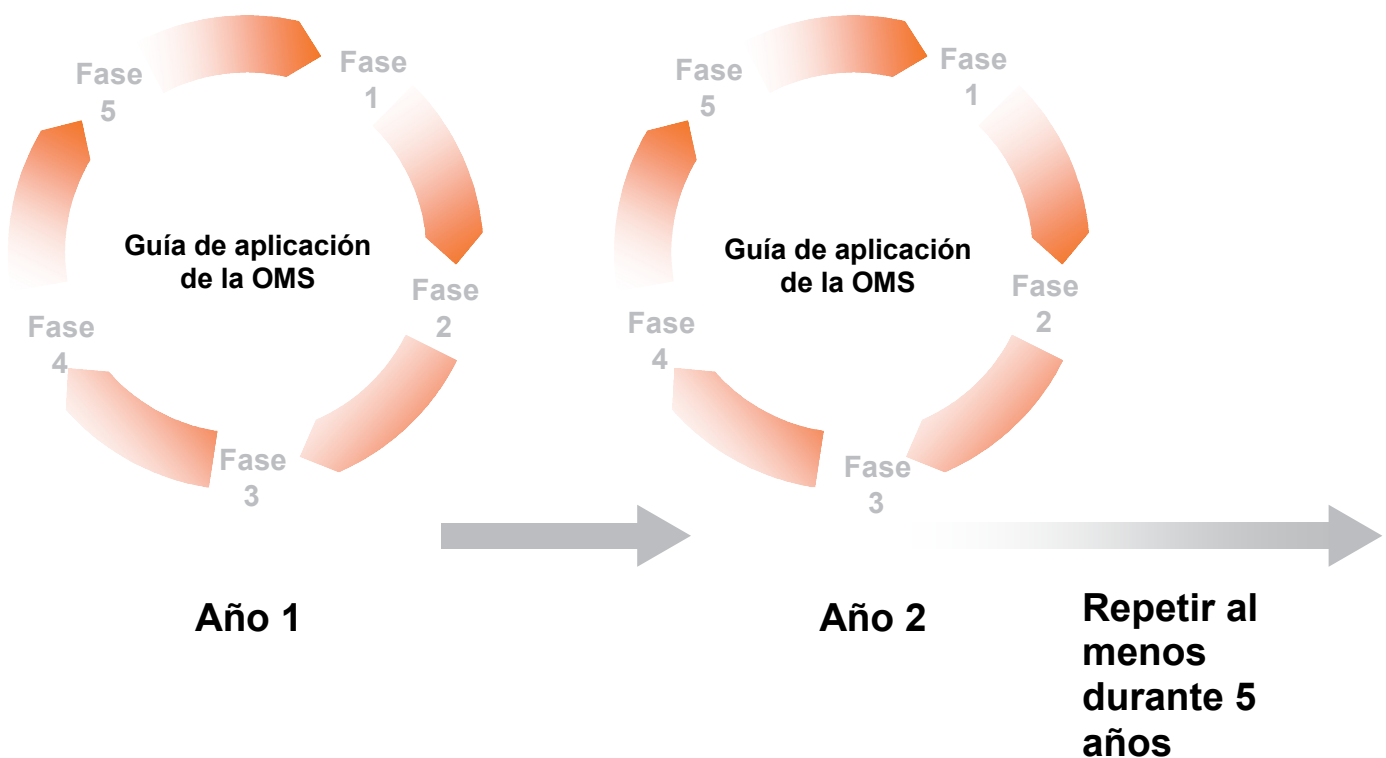 Fase
1
Fase
5
Guía de aplicación
de la OMS
Fase
2
Fase
4
Fase
3
Año 1
Fase
1
Fase
5
Guía de aplicación
de la OMS
Fase
2
Fase
4
Fase
3
Año 2
Repetir al
menos
durante 5
años